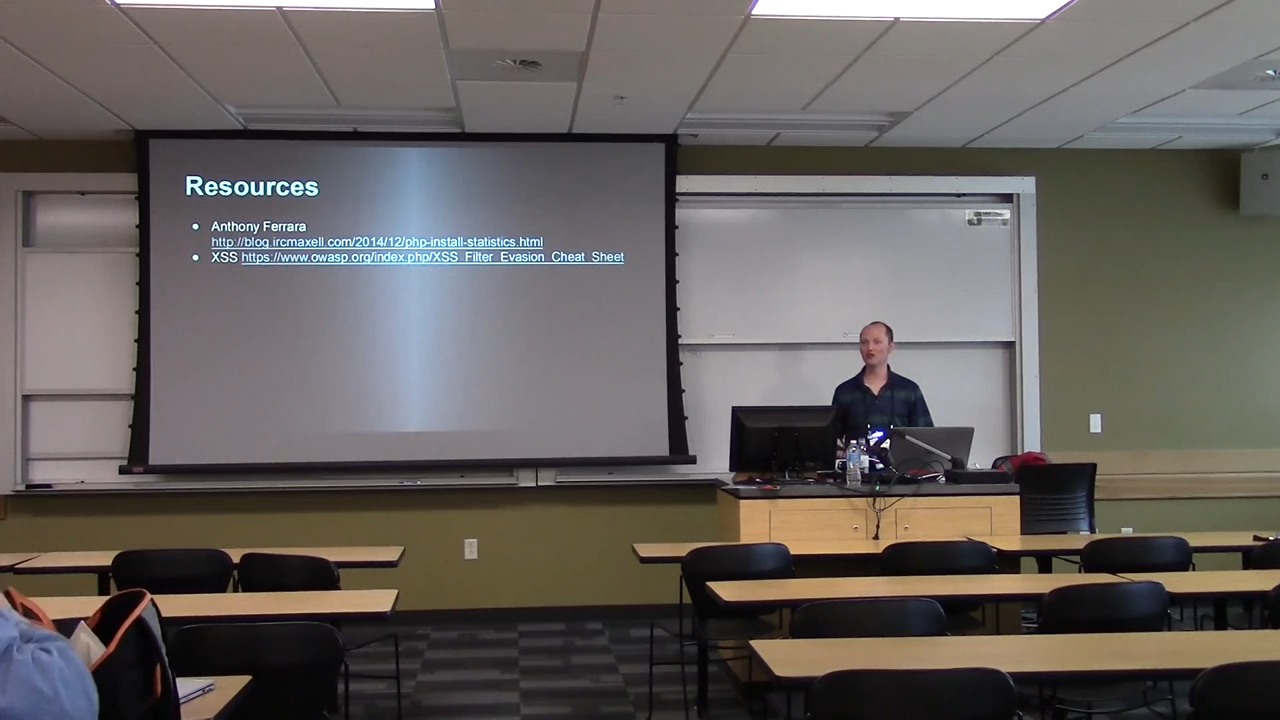 Resources
Anthony Ferrara
http://blog.ircmaxell.com/2014/12/php-install-statistics.html
XSS https://www.owasp.org/index.php/XSS_Filter_Evasion_Cheat_Sheet